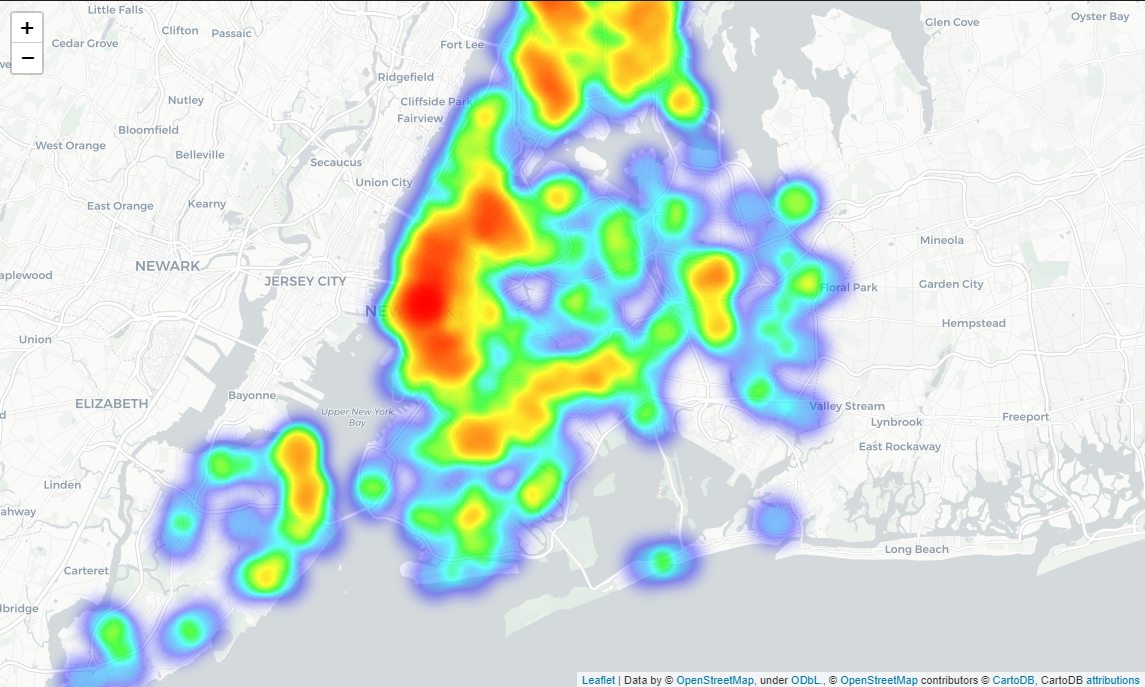 +
−
Little Falls
Cedar Grove
Clifton
Passaic
Fort Lee
Glen Cove
Oyster Bay
Ridgefield
Nutley
Cliffside Park
Fairview
Bloomfield
West Orange
Belleville
Secaucus
Union City
East Orange
Kearny
NEWARK
JERSEY CITY
Mineola
Floral Park
Garden City
Hempstead
Union
ELIZABETH
Bayonne
Upper New York
Bay
Valley Stream
Lynbrook
Freeport
East Rockaway
Linden
Long Beach
Carteret
Leaflet | Data by © OpenStreetMap, under ODbL., © OpenStreetMap contributors © CartoDB, CartoDB attributions